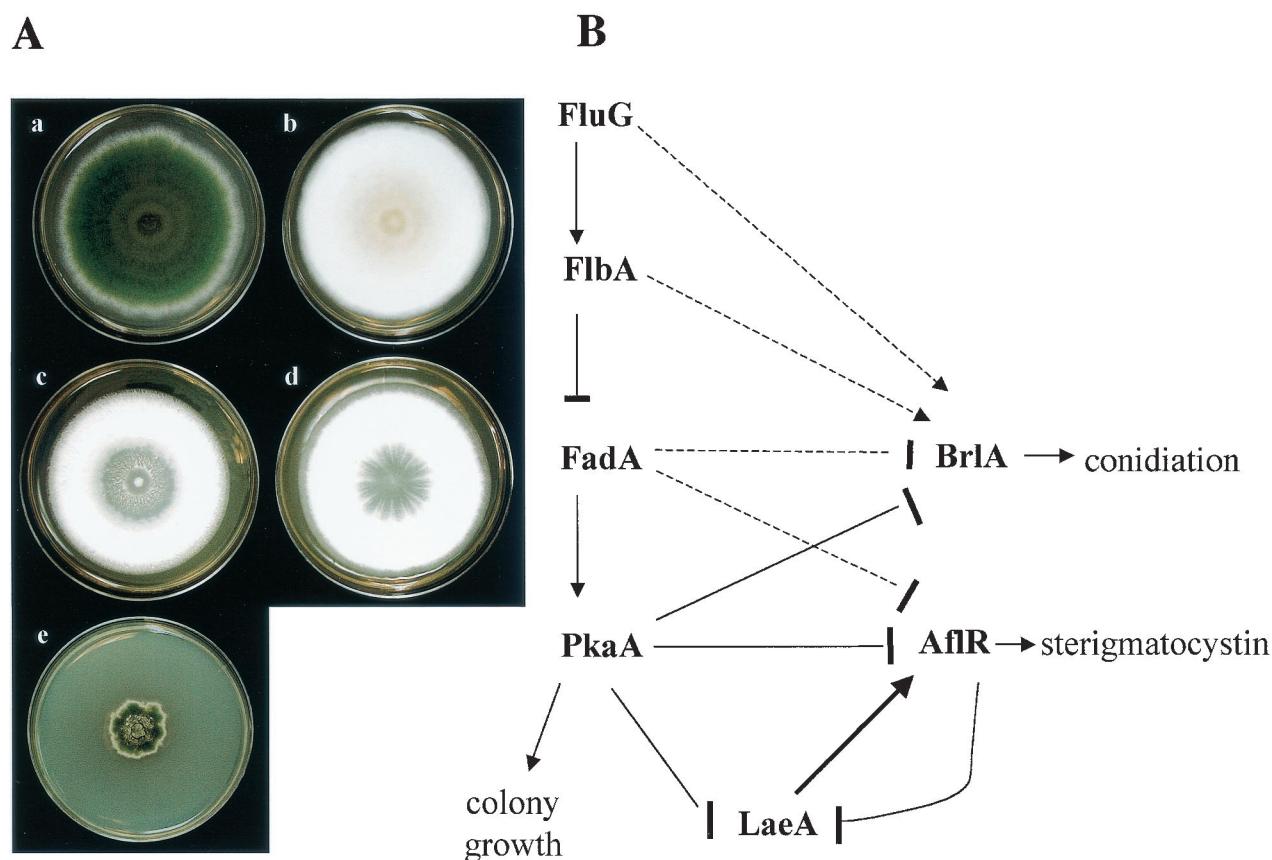 A
B
a
b
c
d
e
FluG
FlbA
FadA
BrlA
conidiation
PkaA
AflR
sterigmatocystin
colony
growth
LaeA